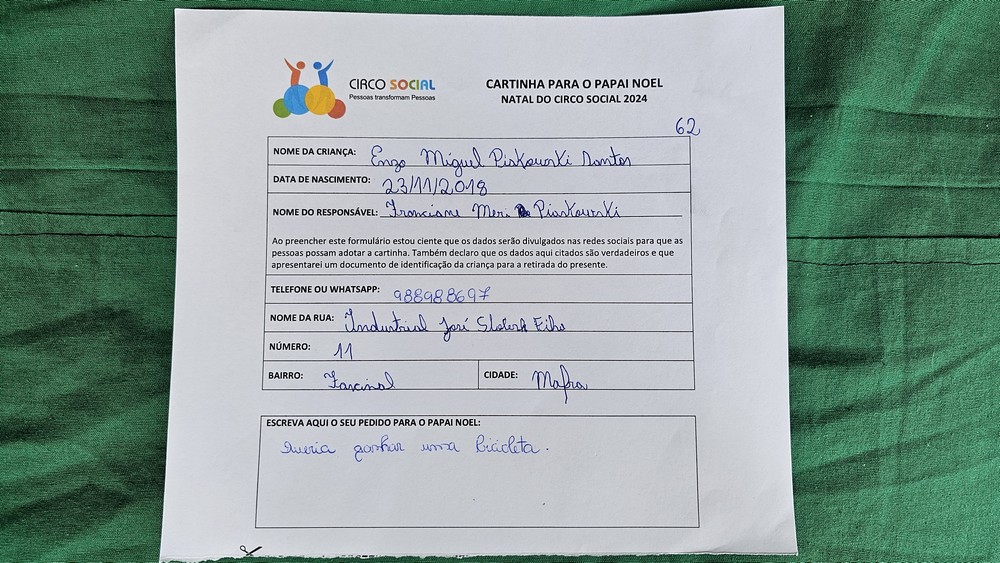 CIRCO SOCIAL
Pessoas transformam Pessoas
CARTINHA PARA O PAPAI NOEL
NATAL DO CIRCO SOCIAL 2024
62
NOME DA CRIANÇA: Enzo Miguel Piskowski Santos
DATA DE NASCIMENTO: 23/11/2018
NOME DO RESPONSÁVEL: Franciane Meri Piaskowski
Ao preencher este formulário estou ciente que os dados serão divulgados nas redes sociais para que as
pessoas possam adotar a cartinha. Também declaro que os dados aqui citados são verdadeiros e que
apresentarei um documento de identificação da criança para a retirada do presente.
TELEFONE OU WHATSAPP: 988988697
NOME DA RUA: Industrial José
NÚMERO: 11
BAIRRO: Faxinal
CIDADE: Mafra
ESCREVA AQUI O SEU PEDIDO PARA O PAPAI NOEL:
Queria ganhar uma bicicleta.